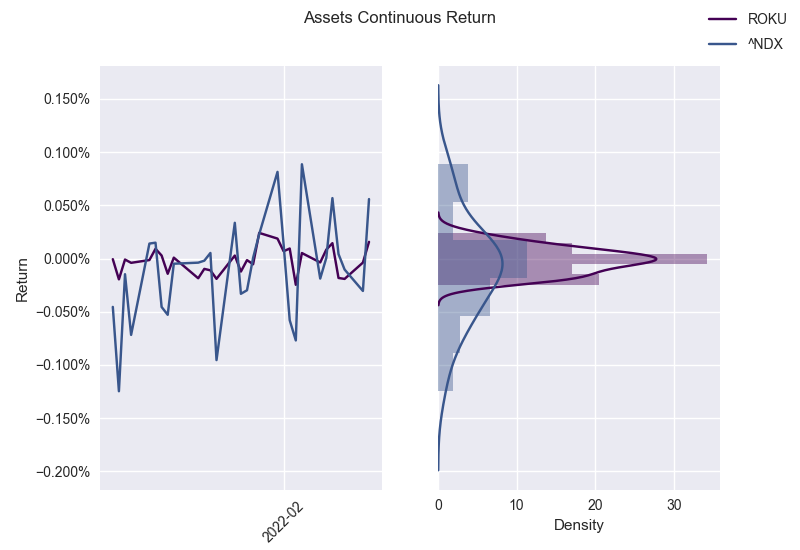 Assets Continuous Return
ROKU
^NDX
0.150%
0.100%
0.050%
0.000%
−0.050%
−0.100%
−0.150%
−0.200%
Return
2022-02
0
10
20
30
Density